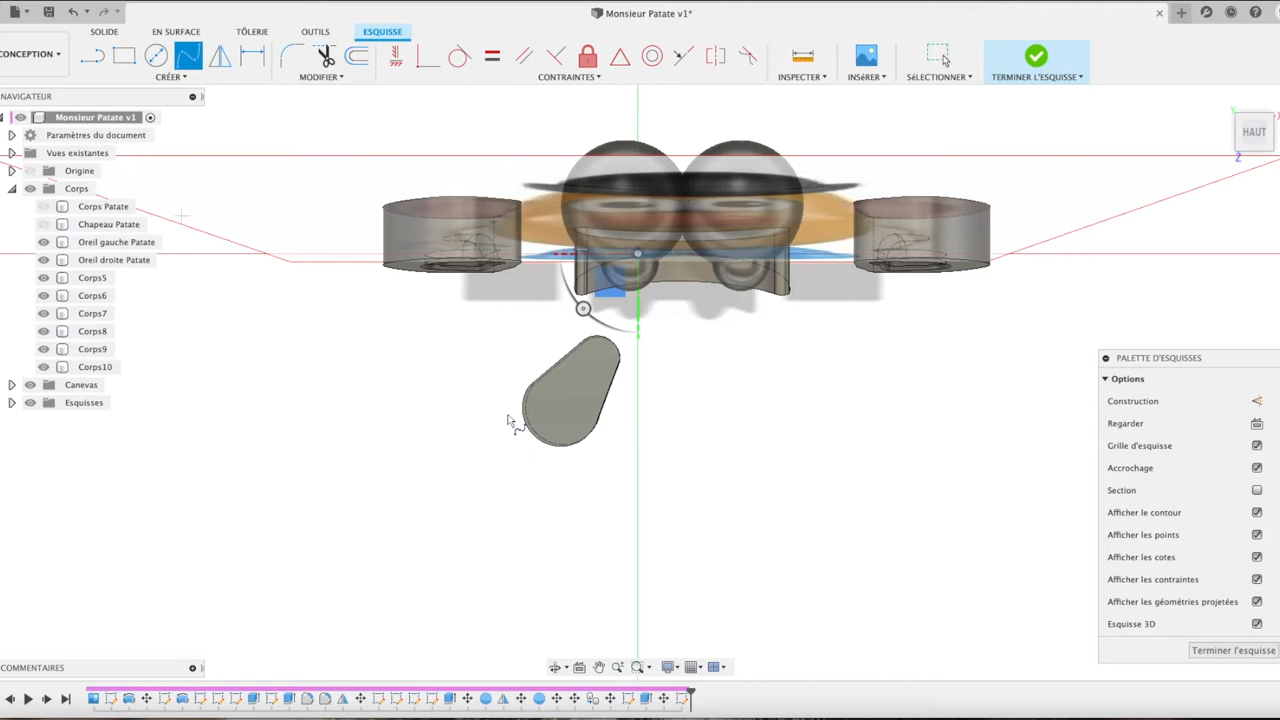 Monsieur Patate v1*
SOLIDE
EN SURFACE
TÔLERIE
OUTILS
ESQUISSE
CONCEPTION
CRÉER
MODIFIER
CONTRAINTES
INSPECTER
INSÉRER
SÉLECTIONNER
TERMINER L'ESQUISSE
NAVIGATEUR
Monsieur Patate v1
Paramètres du document
Vues existantes
Origine
Corps
Corps Patate
Chapeau Patate
Oreil gauche Patate
Oreil droite Patate
Corps5
Corps6
Corps7
Corps8
Corps9
Corps10
Canevas
Esquisses
HAUT
Y
Z
PALETTE D'ESQUISSES
Options
Construction
Regarder
Grille d'esquisse
Accrochage
Section
Afficher le contour
Afficher les points
Afficher les cotes
Afficher les contraintes
Afficher les géométries projetées
Esquisse 3D
Terminer l'esquisse
COMMENTAIRES